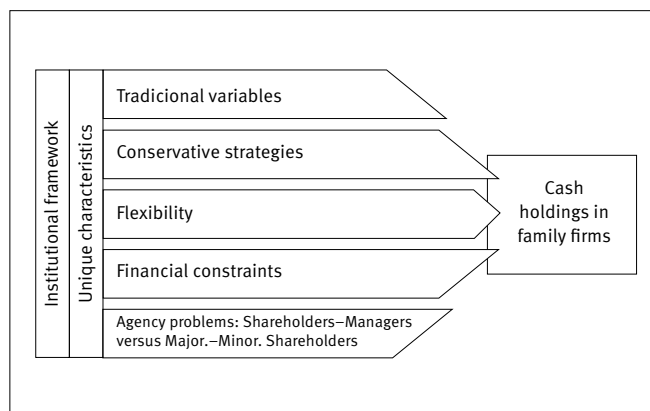 Institutional framework
Unique characteristics
Tradicional variables
Conservative strategies
Flexibility
Financial constraints
Agency problems: Shareholders–Managers
versus Major.–Minor. Shareholders
Cash
holdings in
family firms